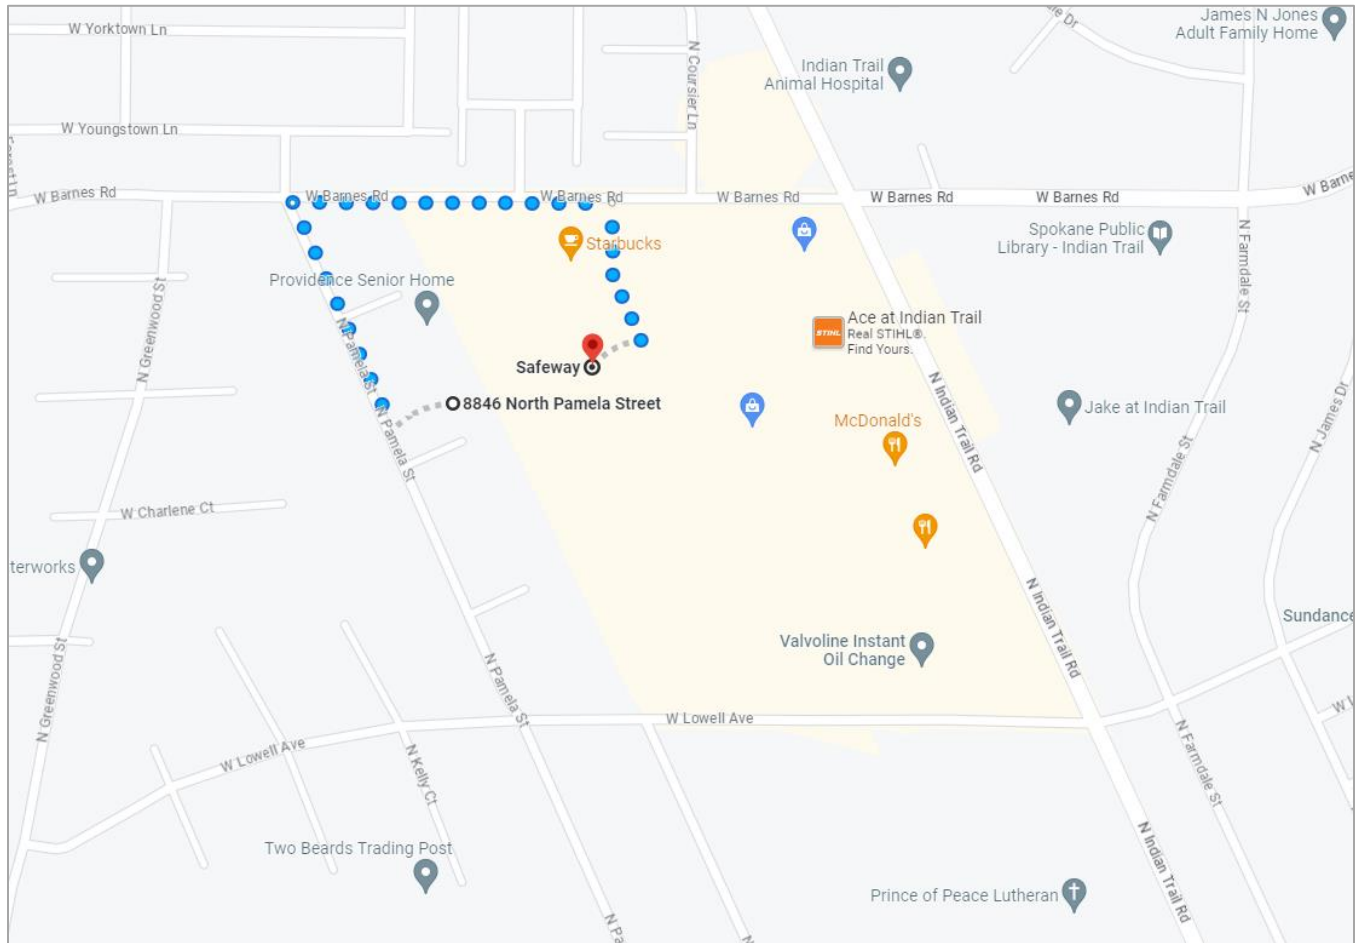 W Yorktown Ln
James N Jones
Adult Family Home
N Coursier Ln
Indian Trail
Animal Hospital
W Youngstown Ln
Forest Ln
W Barnes Rd
W Barnes Rd
W Barnes Rd
W Barnes Rd
W Barnes Rd
W Barnes Rd
W Barne
Starbucks
Spokane Public
Library - Indian Trail
N Farmdale St
Providence Senior Home
N Greenwood St
N Pamela St
STIHL
Ace at Indian Trail
Real STIHL®.
Find Yours.
Safeway
8846 North Pamela Street
N Pamela St
N Indian Trail Rd
Jake at Indian Trail
McDonald's
N James Dr
N Farmdale St
W Charlene Ct
terworks
N Indian Trail Rd
Sundance
Valvoline Instant
Oil Change
N Greenwood St
N Pamela St
W Lowell Ave
W Lowell Ave
N Kelly Ct
N Farmdale St
Two Beards Trading Post
N Indian Trail Rd
Prince of Peace Lutheran
N Pa